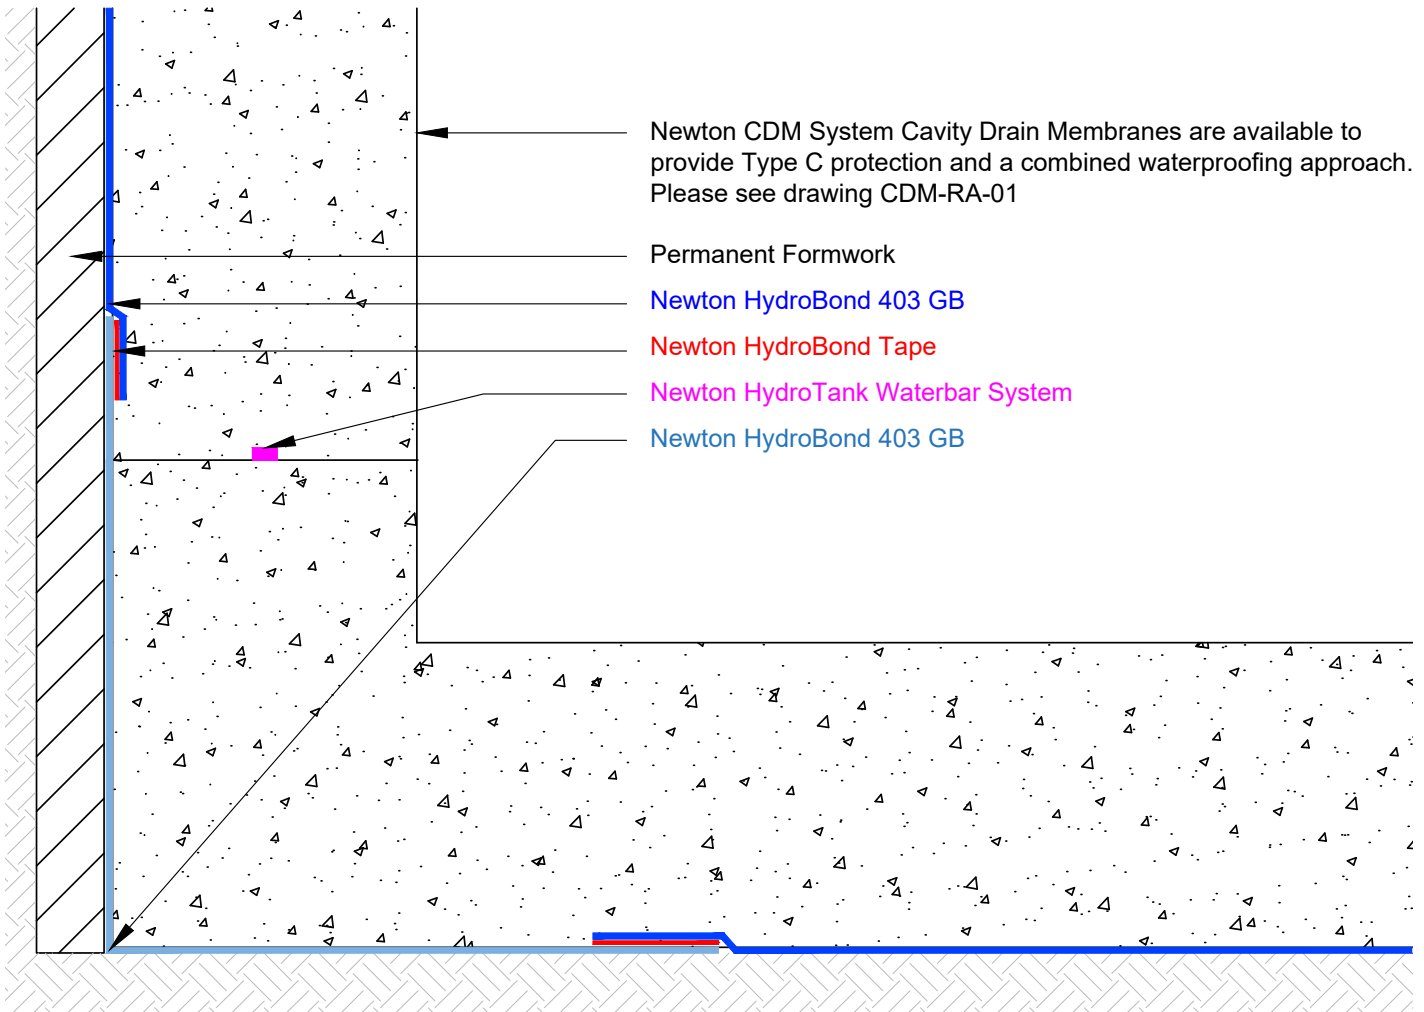 Newton CDM System Cavity Drain Membranes are available to
provide Type C protection and a combined waterproofing approach.
Please see drawing CDM-RA-01
Permanent Formwork
Newton HydroBond 403 GB
Newton HydroBond Tape
Newton HydroTank Waterbar System
Newton HydroBond 403 GB